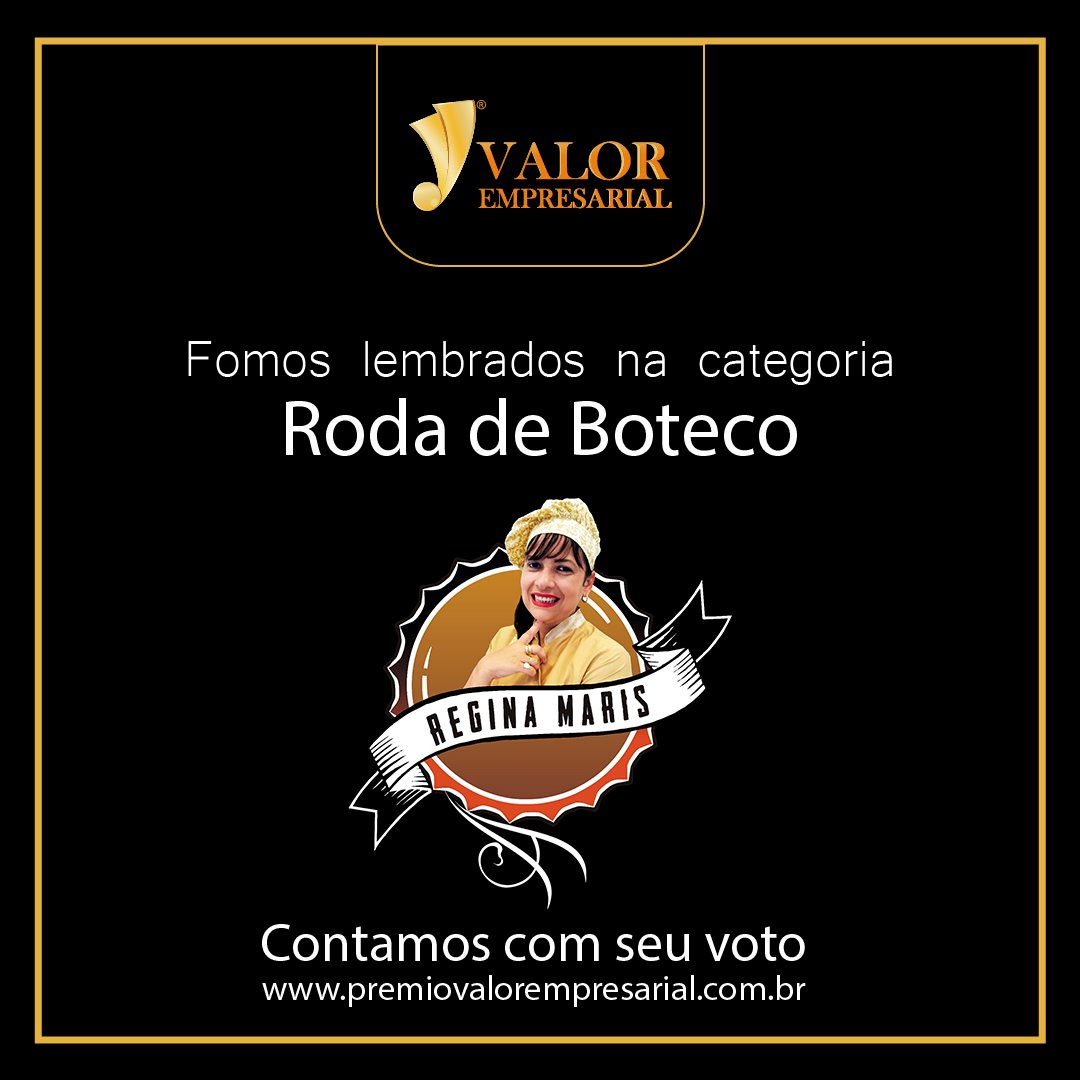 VALOR
EMPRESARIAL
Fomos lembrados na categoria
Roda de Boteco
REGINA MARIS
Contamos com seu voto
www.premiovalorempresarial.com.br